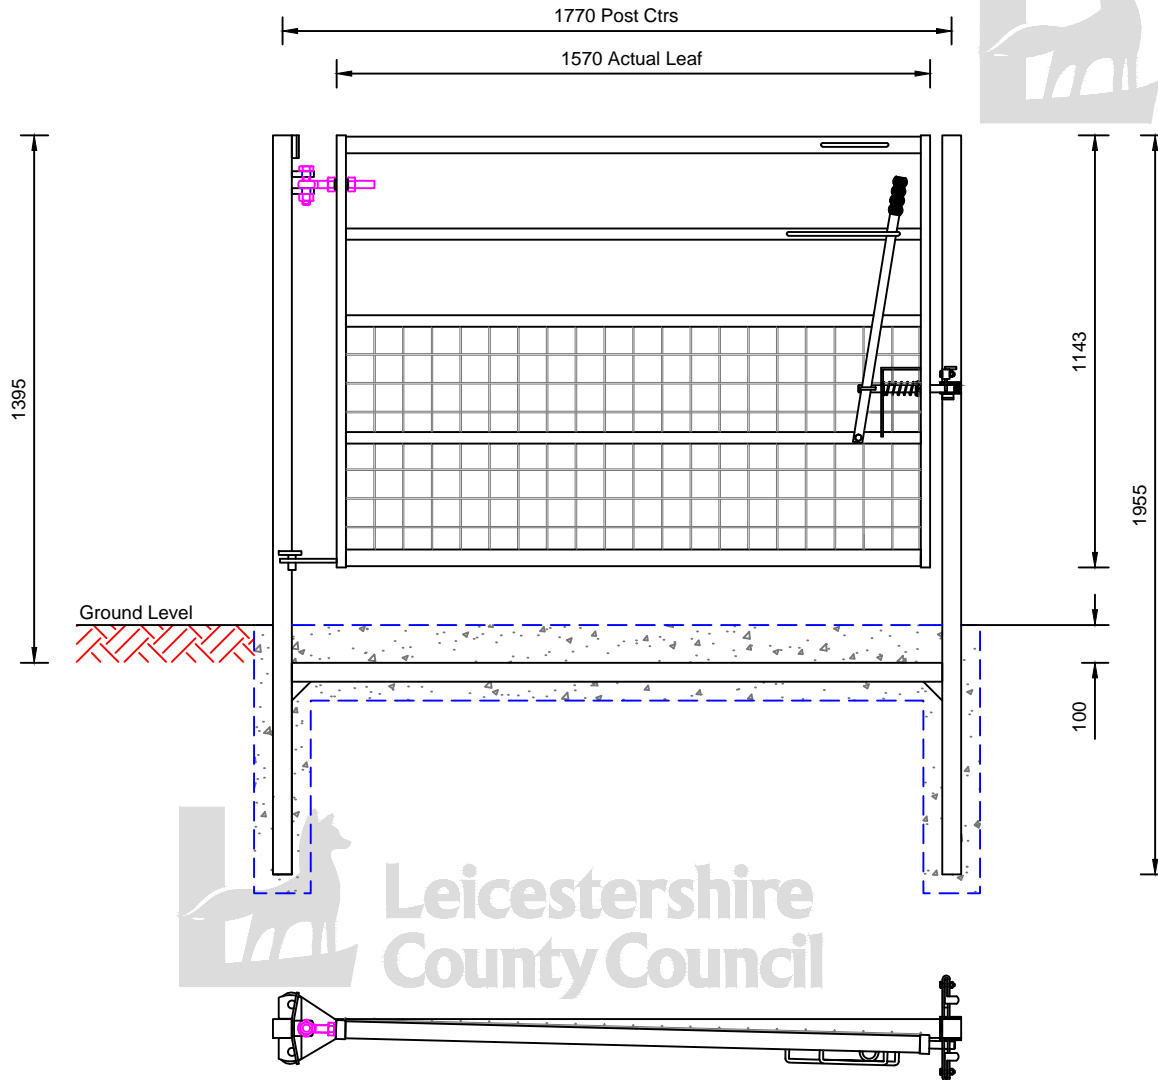 1770 Post Ctrs
1570 Actual Leaf
1395
1143
1955
Ground Level
100
Leicestershire
County Council